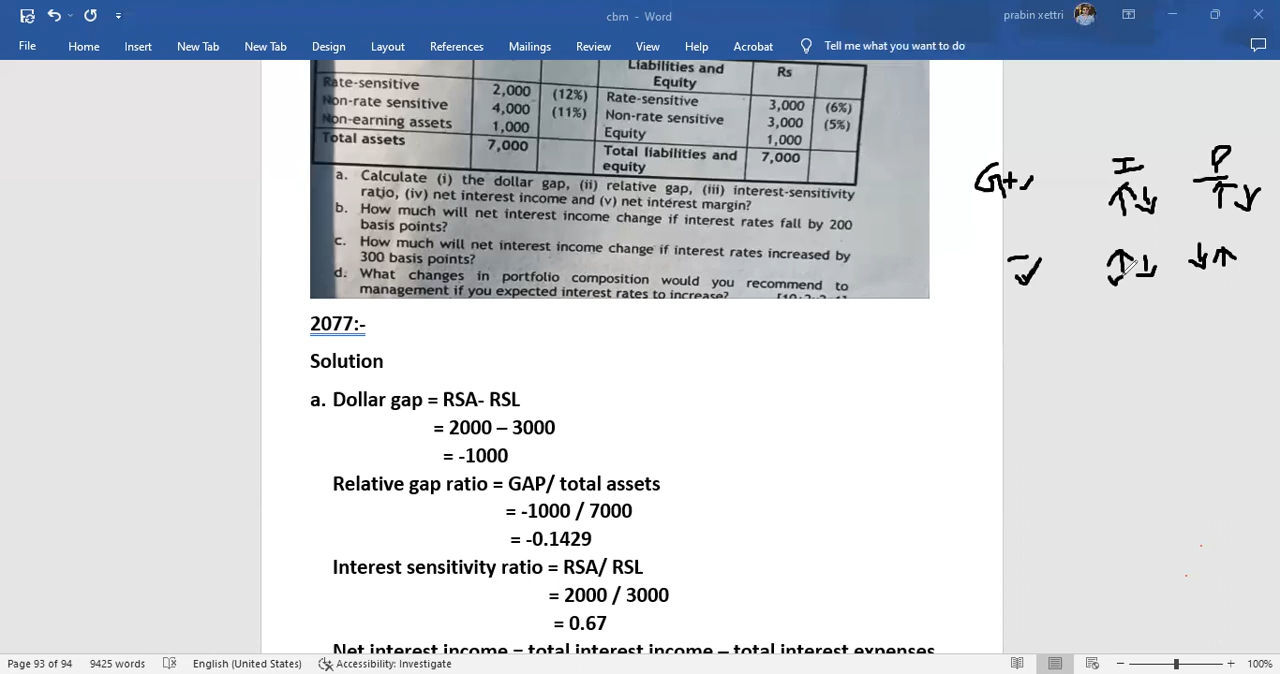 cbm - Word
prabin xettri
File Home Insert New Tab New Tab Design Layout References Mailings Review View Help Acrobat Tell me what you want to do
Liabilities and Equity Rs
Rate-sensitive 2,000 (12%) Rate-sensitive 3,000 (6%)
Non-rate sensitive 4,000 (11%) Non-rate sensitive 3,000 (5%)
Non-earning assets 1,000 Equity 1,000
Total assets 7,000 Total liabilities and equity 7,000
a. Calculate (i) the dollar gap, (ii) relative gap, (iii) interest-sensitivity
ratio, (iv) net interest income and (v) net interest margin?
b. How much will net interest income change if interest rates fall by 200
basis points?
c. How much will net interest income change if interest rates increased by
300 basis points?
d. What changes in portfolio composition would you recommend to
management if you expected interest rates to increase?
G+ I P
↑↓ ↑↓
- ↑↓ ↓↑
2077:-
Solution
a. Dollar gap = RSA- RSL
= 2000 – 3000
= -1000
Relative gap ratio = GAP/ total assets
= -1000 / 7000
= -0.1429
Interest sensitivity ratio = RSA/ RSL
= 2000 / 3000
= 0.67
Net interest income = total interest income – total interest expenses
Page 93 of 94 9425 words English (United States) Accessibility: Investigate 100%